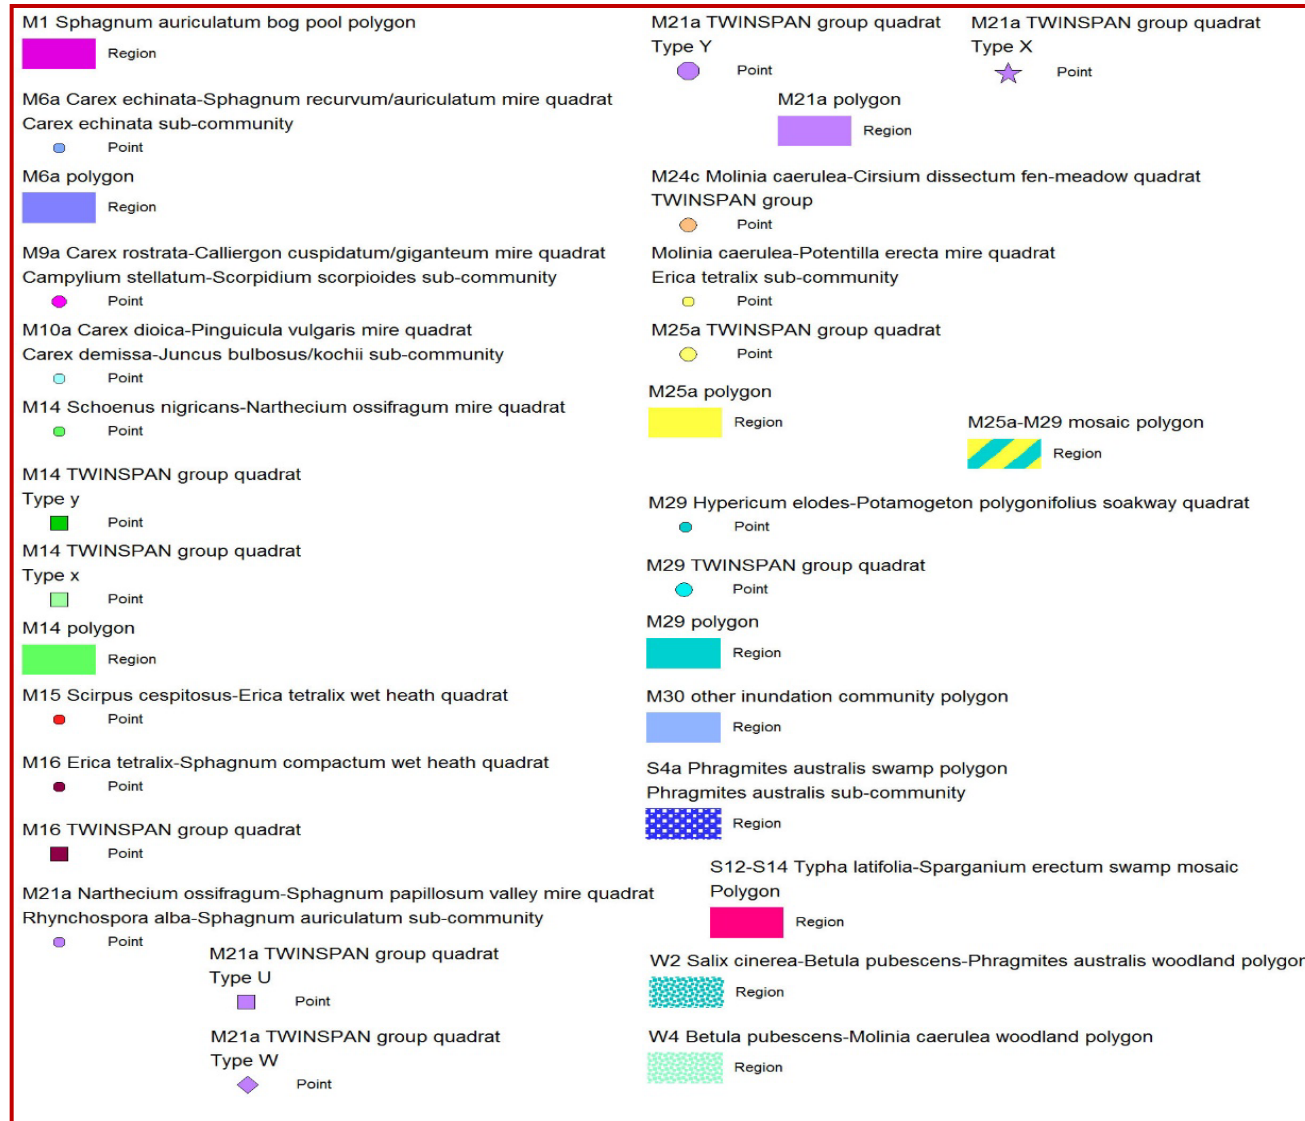 M1 Sphagnum auriculatum bog pool polygon
Region
M6a Carex echinata-Sphagnum recurvum/auriculatum mire quadrat
Carex echinata sub-community
Point
M6a polygon
Region
M9a Carex rostrata-Calliergon cuspidatum/giganteum mire quadrat
Campylium stellatum-Scorpidium scorpioides sub-community
Point
M10a Carex dioica-Pinguicula vulgaris mire quadrat
Carex demissa-Juncus bulbosus/kochii sub-community
Point
M14 Schoenus nigricans-Narthecium ossifragum mire quadrat
Point
M14 TWINSPAN group quadrat
Type y
Point
M14 TWINSPAN group quadrat
Type x
Point
M14 polygon
Region
M15 Scirpus cespitosus-Erica tetralix wet heath quadrat
Point
M16 Erica tetralix-Sphagnum compactum wet heath quadrat
Point
M16 TWINSPAN group quadrat
Point
M21a Narthecium ossifragum-Sphagnum papillosum valley mire quadrat
Rhynchospora alba-Sphagnum auriculatum sub-community
Point
M21a TWINSPAN group quadrat
Type U
Point
M21a TWINSPAN group quadrat
Type W
Point
M21a TWINSPAN group quadrat
Type Y
Point
M21a TWINSPAN group quadrat
Type X
Point
M21a polygon
Region
M24c Molinia caerulea-Cirsium dissectum fen-meadow quadrat
TWINSPAN group
Point
Molinia caerulea-Potentilla erecta mire quadrat
Erica tetralix sub-community
Point
M25a TWINSPAN group quadrat
Point
M25a polygon
Region
M25a-M29 mosaic polygon
Region
M29 Hypericum elodes-Potamogeton polygonifolius soakway quadrat
Point
M29 TWINSPAN group quadrat
Point
M29 polygon
Region
M30 other inundation community polygon
Region
S4a Phragmites australis swamp polygon
Phragmites australis sub-community
Region
S12-S14 Typha latifolia-Sparganium erectum swamp mosaic
Polygon
Region
W2 Salix cinerea-Betula pubescens-Phragmites australis woodland polygon
Region
W4 Betula pubescens-Molinia caerulea woodland polygon
Region